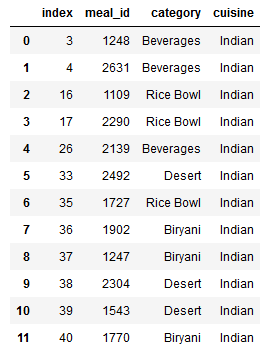 index meal_id category cuisine
0 3 1248 Beverages Indian
1 4 2631 Beverages Indian
2 16 1109 Rice Bowl Indian
3 17 2290 Rice Bowl Indian
4 26 2139 Beverages Indian
5 33 2492 Desert Indian
6 35 1727 Rice Bowl Indian
7 36 1902 Biryani Indian
8 37 1247 Biryani Indian
9 38 2304 Desert Indian
10 39 1543 Desert Indian
11 40 1770 Biryani Indian